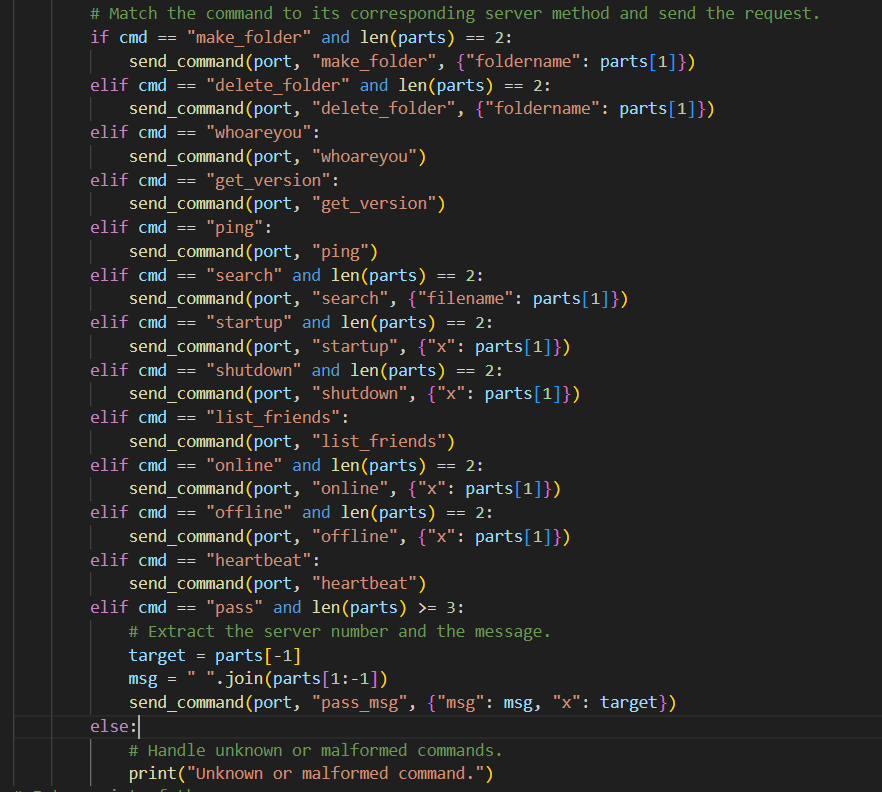 # Match the command to its corresponding server method and send the request.
if cmd == "make_folder" and len(parts) == 2:
    send_command(port, "make_folder", {"foldername": parts[1]})
elif cmd == "delete_folder" and len(parts) == 2:
    send_command(port, "delete_folder", {"foldername": parts[1]})
elif cmd == "whoareyou":
    send_command(port, "whoareyou")
elif cmd == "get_version":
    send_command(port, "get_version")
elif cmd == "ping":
    send_command(port, "ping")
elif cmd == "search" and len(parts) == 2:
    send_command(port, "search", {"filename": parts[1]})
elif cmd == "startup" and len(parts) == 2:
    send_command(port, "startup", {"x": parts[1]})
elif cmd == "shutdown" and len(parts) == 2:
    send_command(port, "shutdown", {"x": parts[1]})
elif cmd == "list_friends":
    send_command(port, "list_friends")
elif cmd == "online" and len(parts) == 2:
    send_command(port, "online", {"x": parts[1]})
elif cmd == "offline" and len(parts) == 2:
    send_command(port, "offline", {"x": parts[1]})
elif cmd == "heartbeat":
    send_command(port, "heartbeat")
elif cmd == "pass" and len(parts) >= 3:
    # Extract the server number and the message.
    target = parts[-1]
    msg = " ".join(parts[1:-1])
    send_command(port, "pass_msg", {"msg": msg, "x": target})
else:
    # Handle unknown or malformed commands.
    print("Unknown or malformed command.")